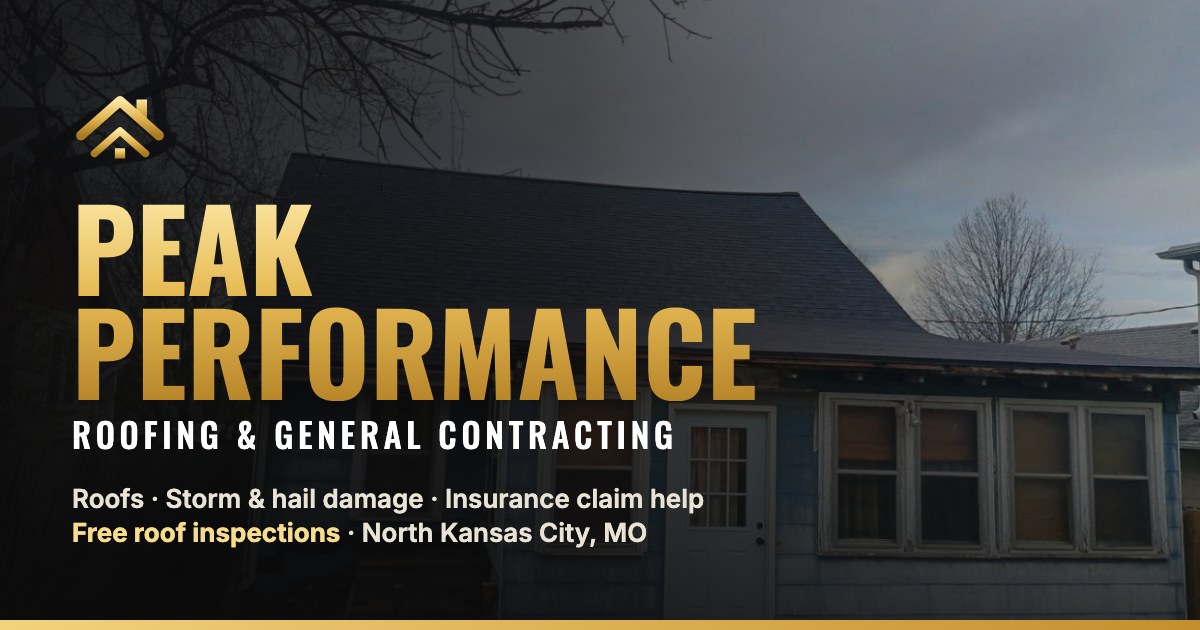 PEAK
PERFORMANCE
ROOFING & GENERAL CONTRACTING
Roofs · Storm & hail damage · Insurance claim help
Free roof inspections · North Kansas City, MO